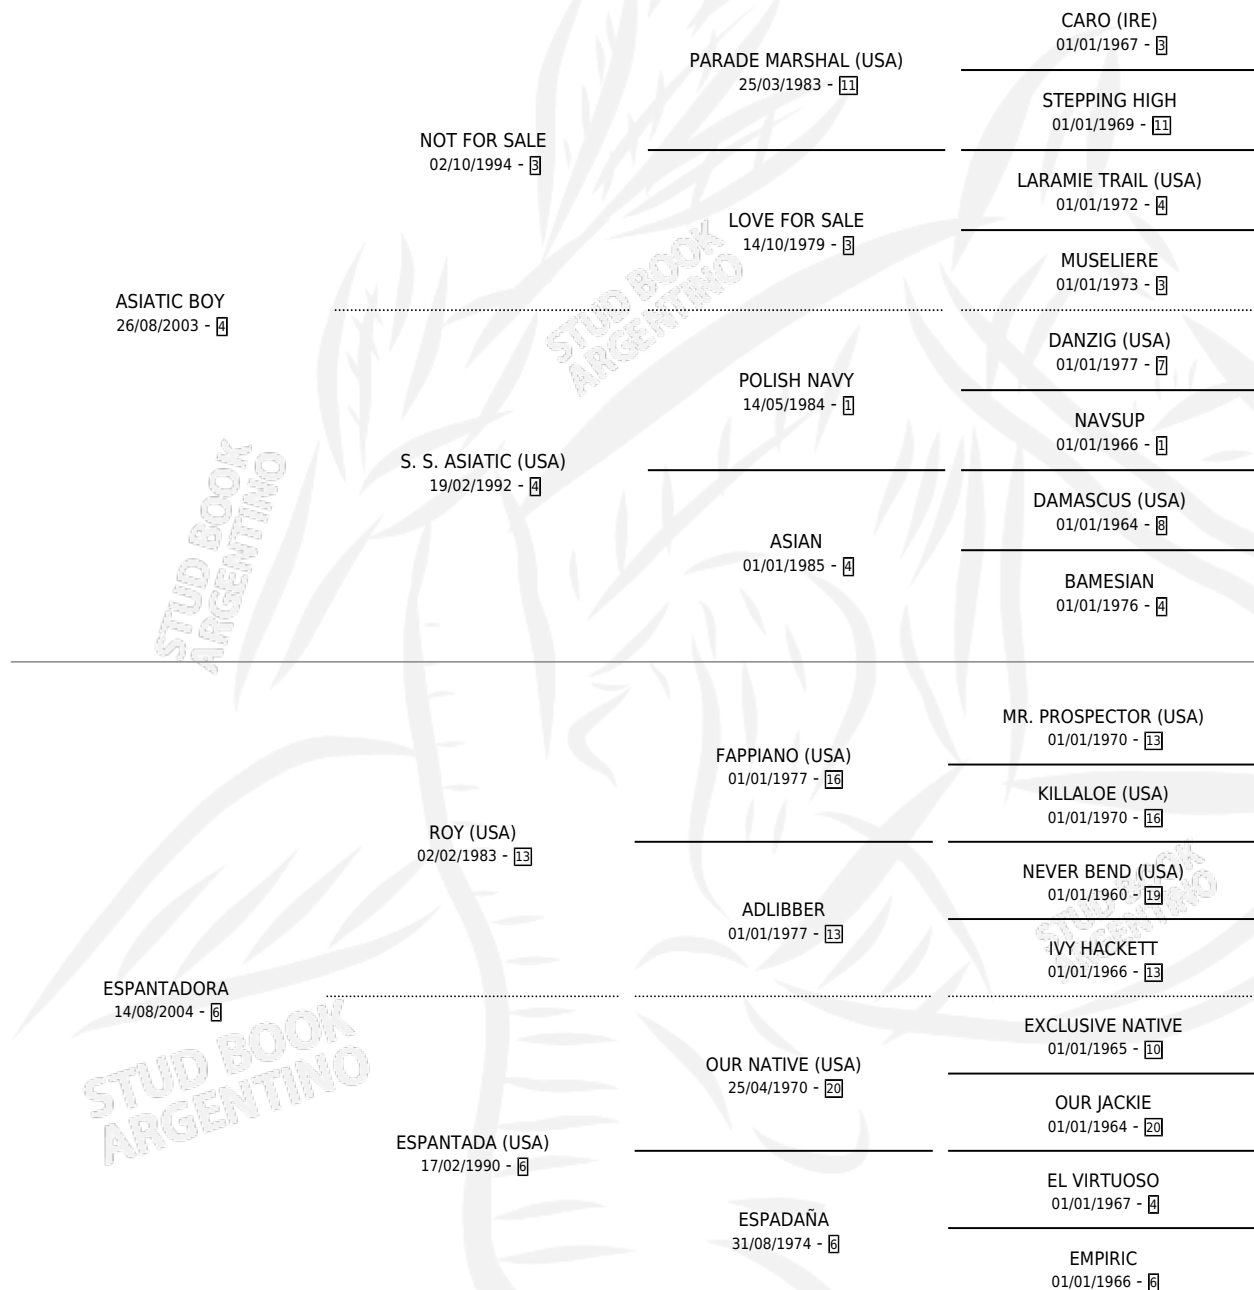 CARO (IRE)
01/01/1967 - 3
PARADE MARSHAL (USA)
25/03/1983 - 11
STEPPING HIGH
01/01/1969 - 11
NOT FOR SALE
02/10/1994 - 3
LARAMIE TRAIL (USA)
01/01/1972 - 4
LOVE FOR SALE
14/10/1979 - 3
MUSELIERE
01/01/1973 - 3
ASIATIC BOY
26/08/2003 - 4
DANZIG (USA)
01/01/1977 - 7
POLISH NAVY
14/05/1984 - 1
NAVSUP
01/01/1966 - 1
S. S. ASIATIC (USA)
19/02/1992 - 4
DAMASCUS (USA)
01/01/1964 - 8
ASIAN
01/01/1985 - 4
BAMESIAN
01/01/1976 - 4
STUD BOOK
ARGENTINO
STUD BOOK
ARGENTINO
MR. PROSPECTOR (USA)
01/01/1970 - 13
FAPPIANO (USA)
01/01/1977 - 16
KILLALOE (USA)
01/01/1970 - 16
ROY (USA)
02/02/1983 - 13
NEVER BEND (USA)
01/01/1960 - 19
ADLIBBER
01/01/1977 - 13
IVY HACKETT
01/01/1966 - 13
ESPANTADORA
14/08/2004 - 6
EXCLUSIVE NATIVE
01/01/1965 - 10
OUR NATIVE (USA)
25/04/1970 - 20
OUR JACKIE
01/01/1964 - 20
ESPANTADA (USA)
17/02/1990 - 6
EL VIRTUOSO
01/01/1967 - 4
ESPADAÑA
31/08/1974 - 6
EMPIRIC
01/01/1966 - 6
STUD BOOK
ARGENTINO
STUD BOOK
ARGENTINO